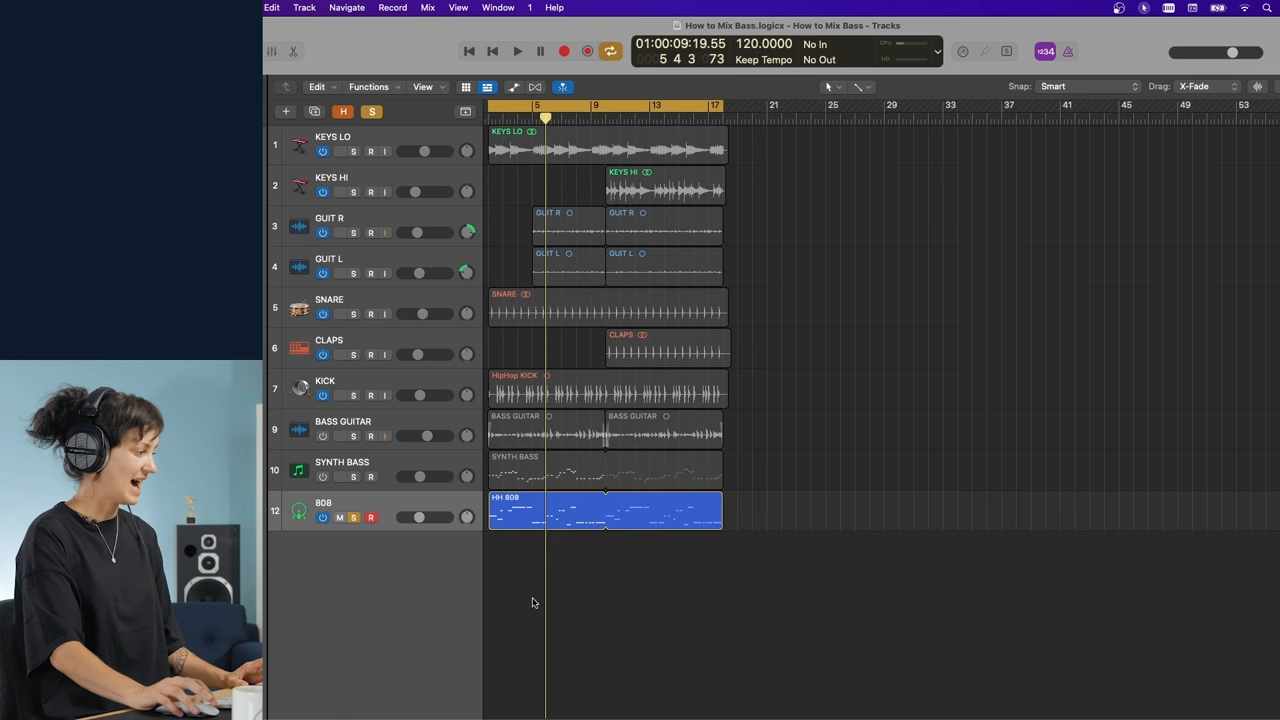 Edit Track Navigate Record Mix View Window 1 Help
How to Mix Bass.logicx - How to Mix Bass - Tracks
01:00:09:19.55 120.0000 No In CPU
5 4 3 73 Keep Tempo No Out HD
1234
Edit Functions View Snap: Smart Drag: X-Fade
H S 5 9 13 17 21 25 29 33 37 41 45 49 53
1 KEYS LO S R I KEYS LO
2 KEYS HI S R I KEYS HI
3 GUIT R S R I GUIT R GUIT R
4 GUIT L S R I GUIT L GUIT L
5 SNARE S R I SNARE
6 CLAPS S R I CLAPS
7 KICK S R I HipHop KICK
9 BASS GUITAR S R I BASS GUITAR BASS GUITAR
10 SYNTH BASS S R SYNTH BASS
12 808 M S R HH 808